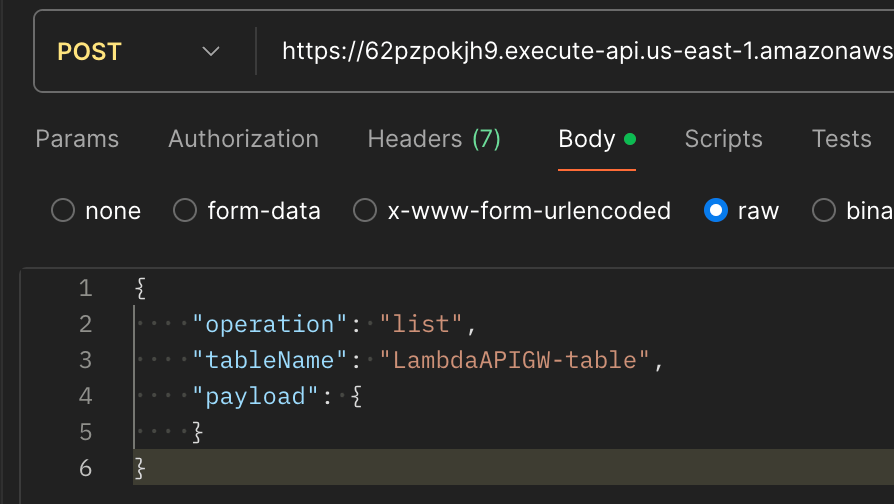 POST https://62pzpokjh9.execute-api.us-east-1.amazonaws
Params Authorization Headers (7) Body Scripts Tests
none form-data x-www-form-urlencoded raw bina
1 {
2 "operation": "list",
3 "tableName": "LambdaAPIGW-table",
4 "payload": {
5 }
6 }